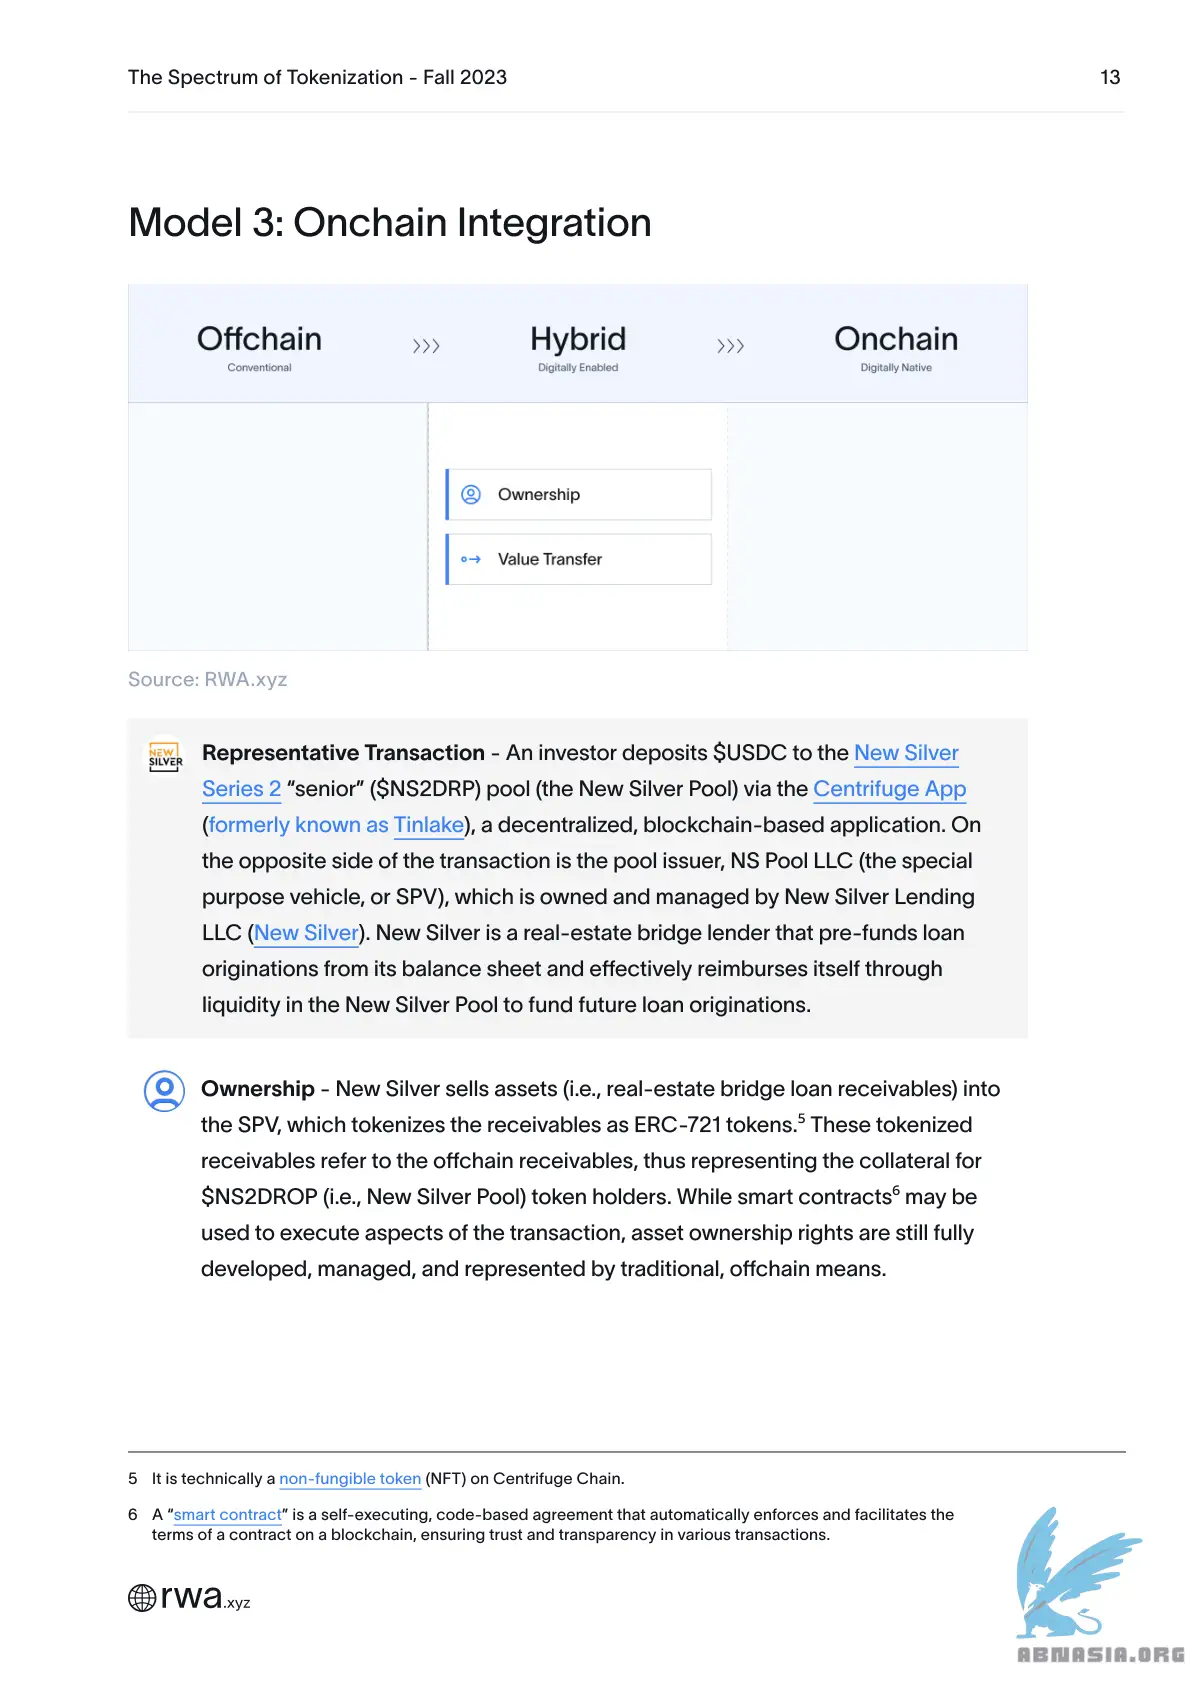 The Spectrum of Tokenization - Fall 2023
13
Model 3: Onchain Integration
Offchain
Conventional
Hybrid
Digitally Enabled
Onchain
Digitally Native
Ownership
Value Transfer
Source: RWA.xyz
NEW
SILVER
Representative Transaction - An investor deposits $USDC to the New Silver
Series 2 “senior” ($NS2DRP) pool (the New Silver Pool) via the Centrifuge App
(formerly known as Tinlake), a decentralized, blockchain-based application. On
the opposite side of the transaction is the pool issuer, NS Pool LLC (the special
purpose vehicle, or SPV), which is owned and managed by New Silver Lending
LLC (New Silver). New Silver is a real-estate bridge lender that pre-funds loan
originations from its balance sheet and effectively reimburses itself through
liquidity in the New Silver Pool to fund future loan originations.
Ownership - New Silver sells assets (i.e., real-estate bridge loan receivables) into
the SPV, which tokenizes the receivables as ERC-721 tokens.5 These tokenized
receivables refer to the offchain receivables, thus representing the collateral for
$NS2DROP (i.e., New Silver Pool) token holders. While smart contracts6 may be
used to execute aspects of the transaction, asset ownership rights are still fully
developed, managed, and represented by traditional, offchain means.
5 It is technically a non-fungible token (NFT) on Centrifuge Chain.
6 A “smart contract” is a self-executing, code-based agreement that automatically enforces and facilitates the
terms of a contract on a blockchain, ensuring trust and transparency in various transactions.
rwa.xyz
ABNASIA.ORG